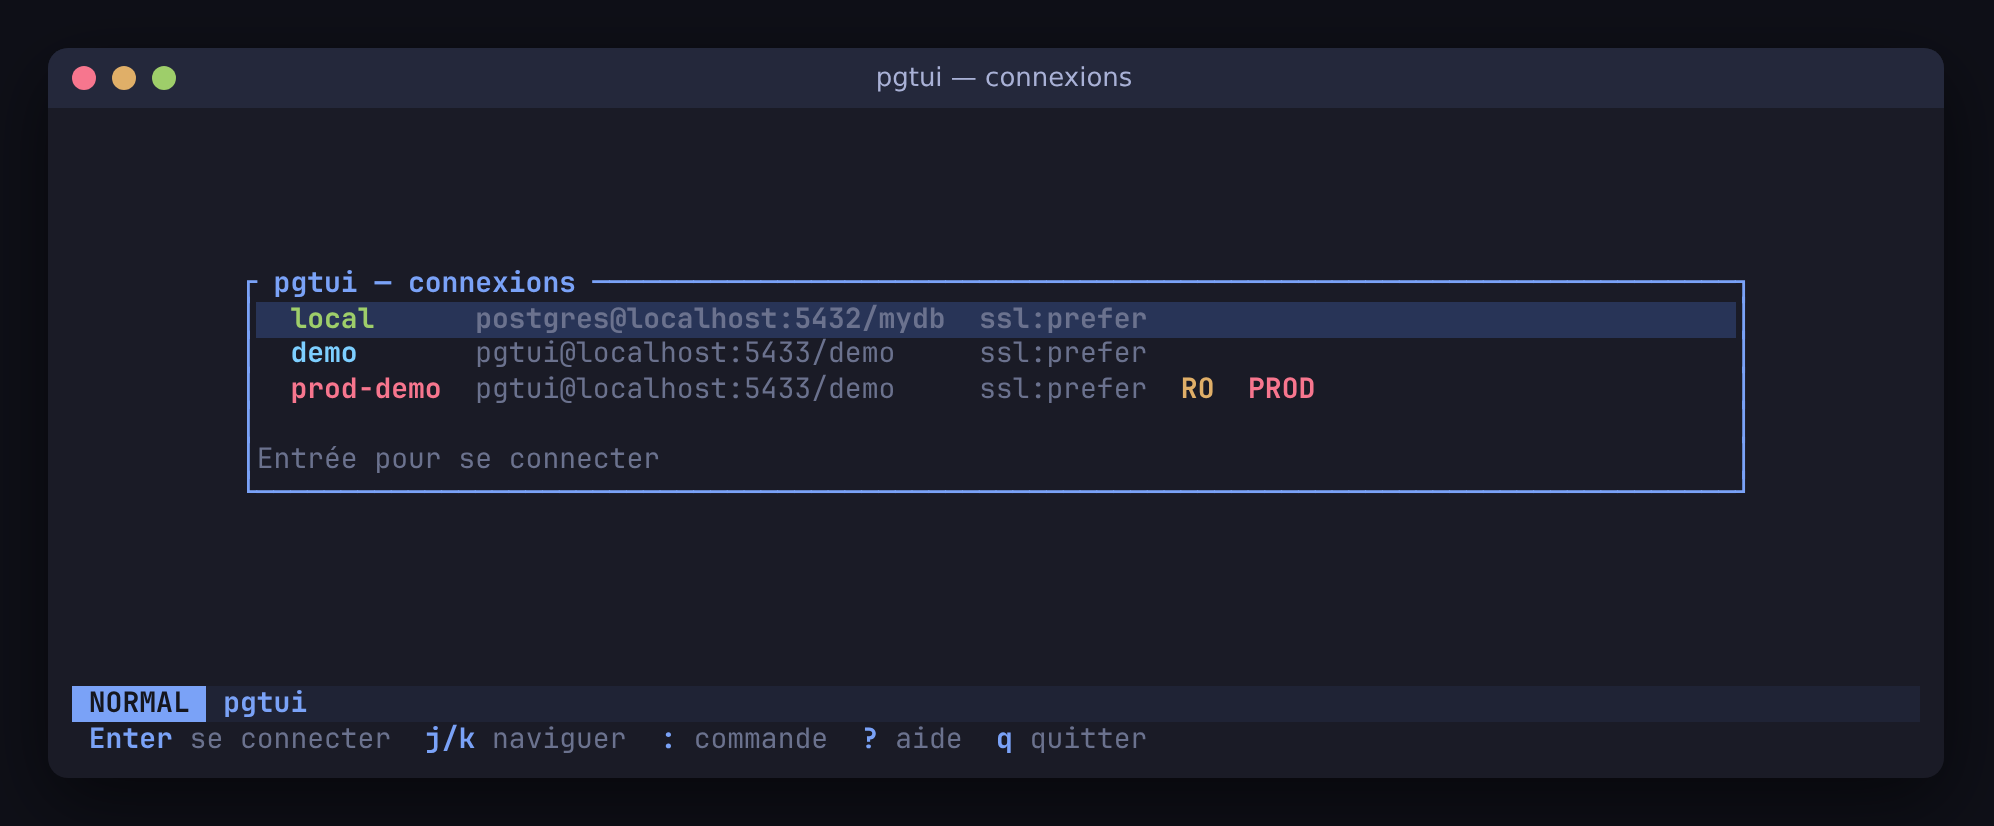 pgtui — connexions
pgtui — connexions
local postgres@localhost:5432/mydb ssl:prefer
demo pgtui@localhost:5433/demo ssl:prefer
prod-demo pgtui@localhost:5433/demo ssl:prefer RO PROD
Entrée pour se connecter
NORMAL pgtui
Enter se connecter j/k naviguer : commande ? aide q quitter